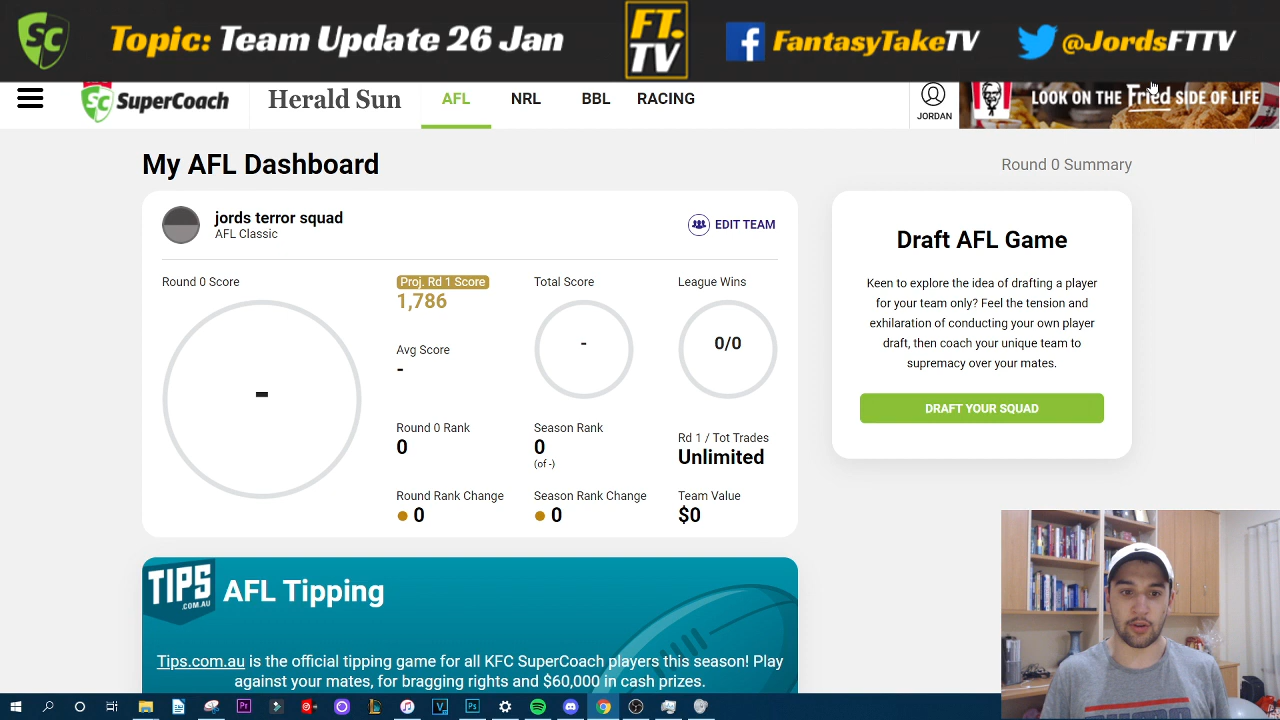 SC
Topic: Team Update 26 Jan
FT.
TV
FantasyTakeTV
@JordsFTTV
SC SuperCoach
Herald Sun
AFL
NRL
BBL
RACING
JORDAN
LOOK ON THE Fried SIDE OF LIFE
My AFL Dashboard
Round 0 Summary
jords terror squad
AFL Classic
EDIT TEAM
Round 0 Score
-
Proj. Rd 1 Score
1,786
Avg Score
-
Round 0 Rank
0
Round Rank Change
0
Total Score
-
Season Rank
0
(of -)
Season Rank Change
0
League Wins
0/0
Rd 1 / Tot Trades
Unlimited
Team Value
$0
Draft AFL Game
Keen to explore the idea of drafting a player
for your team only? Feel the tension and
exhilaration of conducting your own player
draft, then coach your unique team to
supremacy over your mates.
DRAFT YOUR SQUAD
TIPS
.COM.AU
AFL Tipping
Tips.com.au is the official tipping game for all KFC SuperCoach players this season! Play
against your mates, for bragging rights and $60,000 in cash prizes.